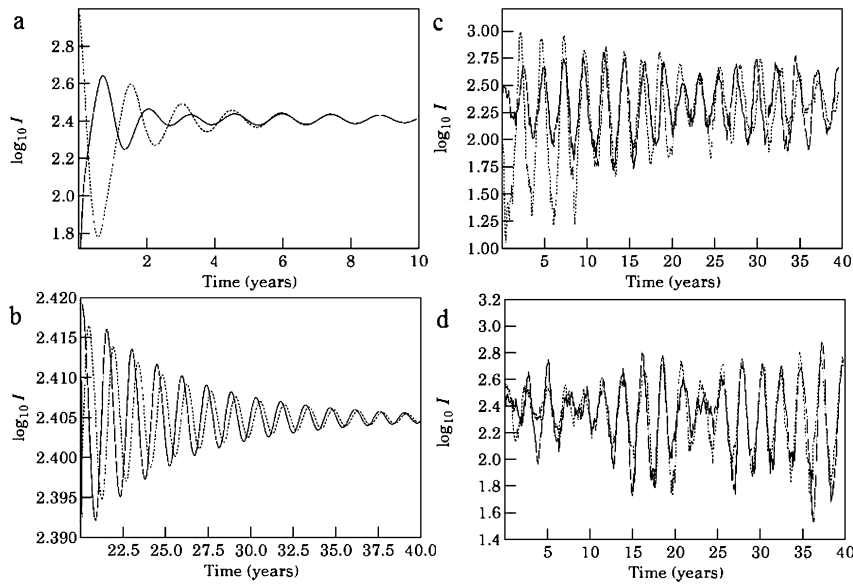 a
2.8
2.6
2.4
2.2
2.0
1.8
log10 I
2 4 6 8 10
Time (years)
b
2.420
2.415
2.410
2.405
2.400
2.395
2.390
log10 I
22.5 25.0 27.5 30.0 32.5 35.0 37.5 40.0
Time (years)
c
3.00
2.75
2.50
2.25
2.00
1.75
1.50
1.25
1.00
log10 I
5 10 15 20 25 30 35 40
Time (years)
d
3.2
3.0
2.8
2.6
2.4
2.2
2.0
1.8
1.6
1.4
log10 I
5 10 15 20 25 30 35 40
Time (years)